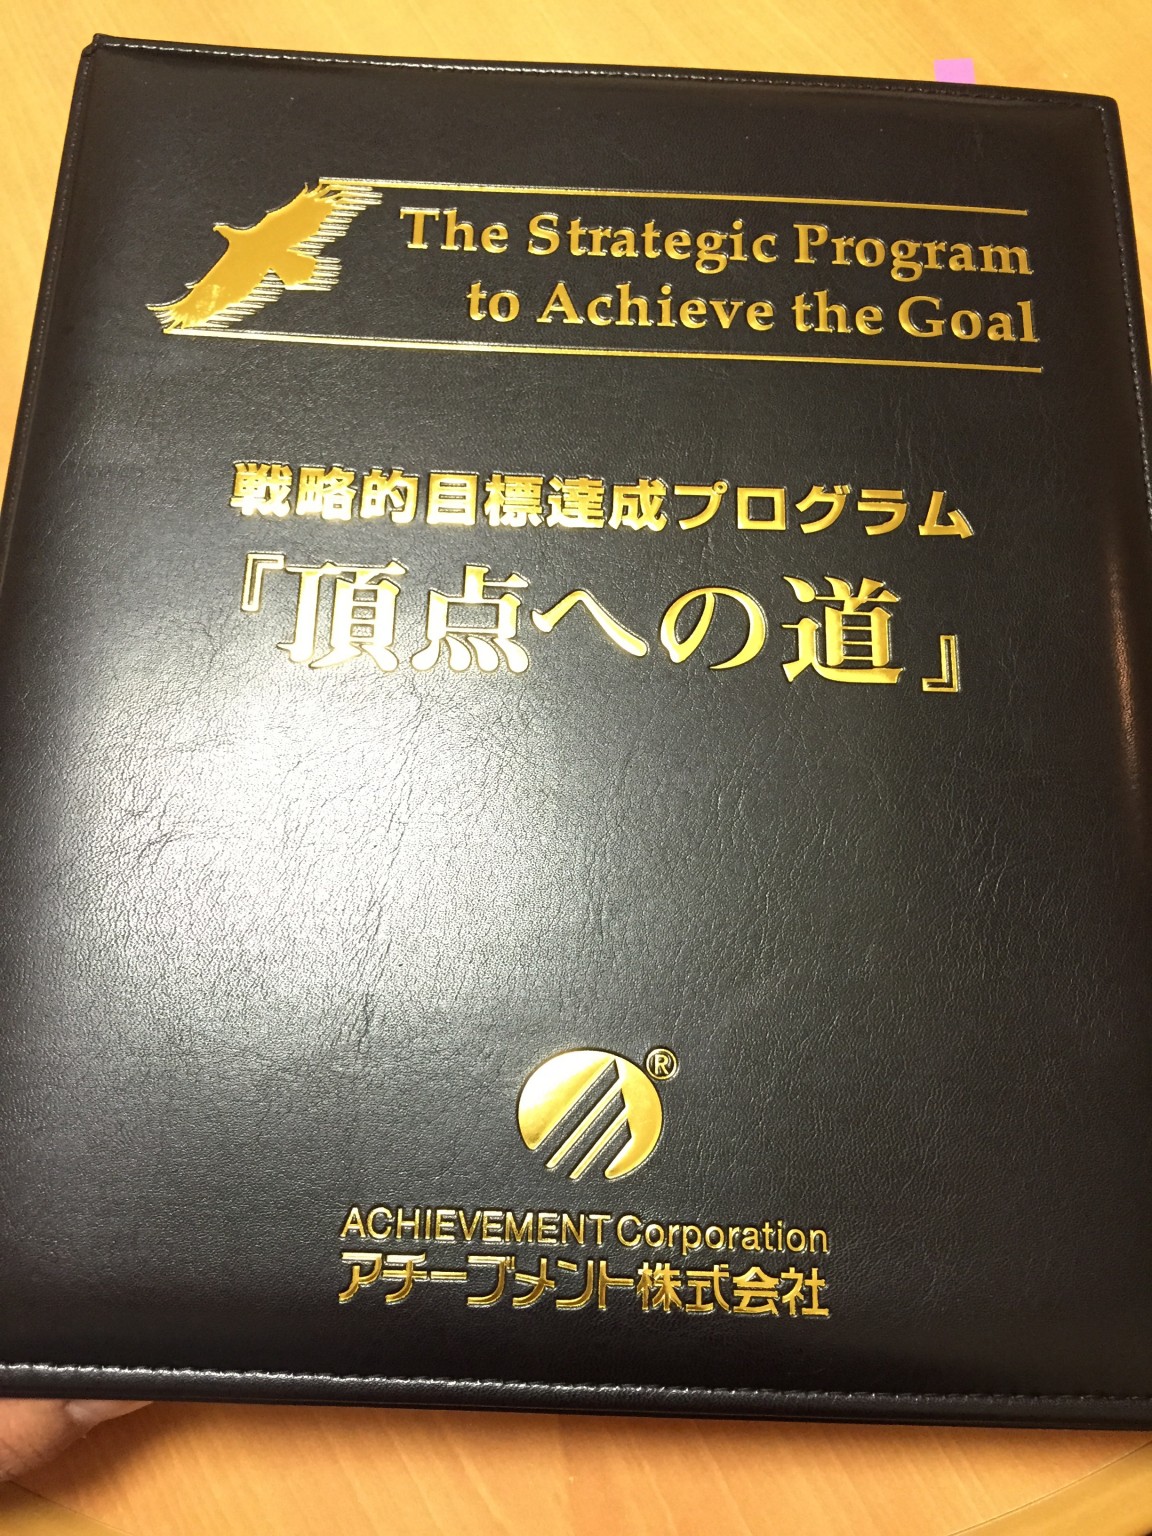 The Strategic Program
to Achieve the Goal
戦略的目標達成プログラム
『頂点への道』
®
ACHIEVEMENT Corporation
アチーブメント株式会社